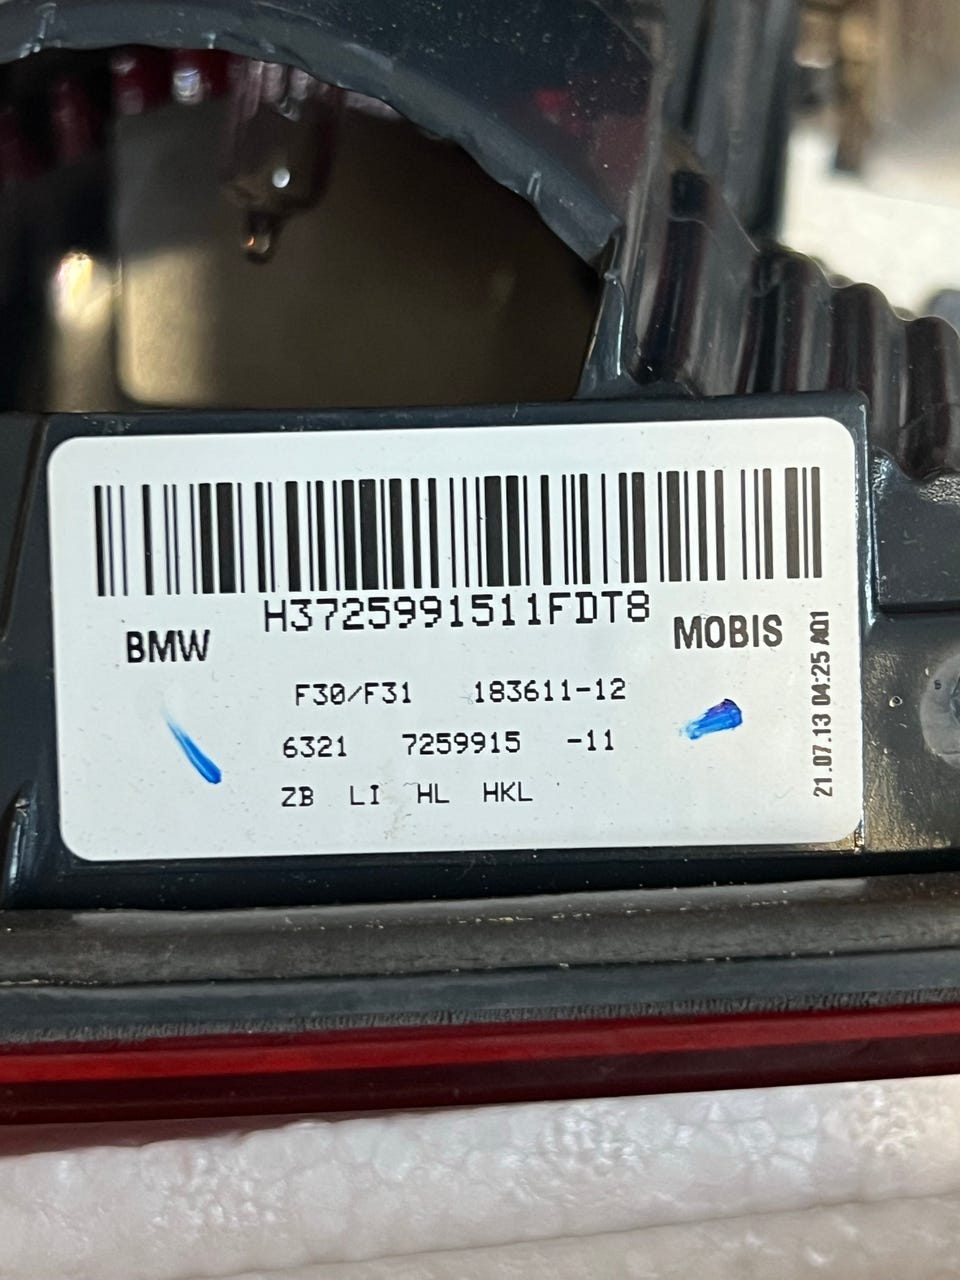 H3725991511FDT8
BMW
MOBIS
F30/F31 183611-12
6321 7259915 -11
ZB LI HL HKL
21.07.13 04:25 A01